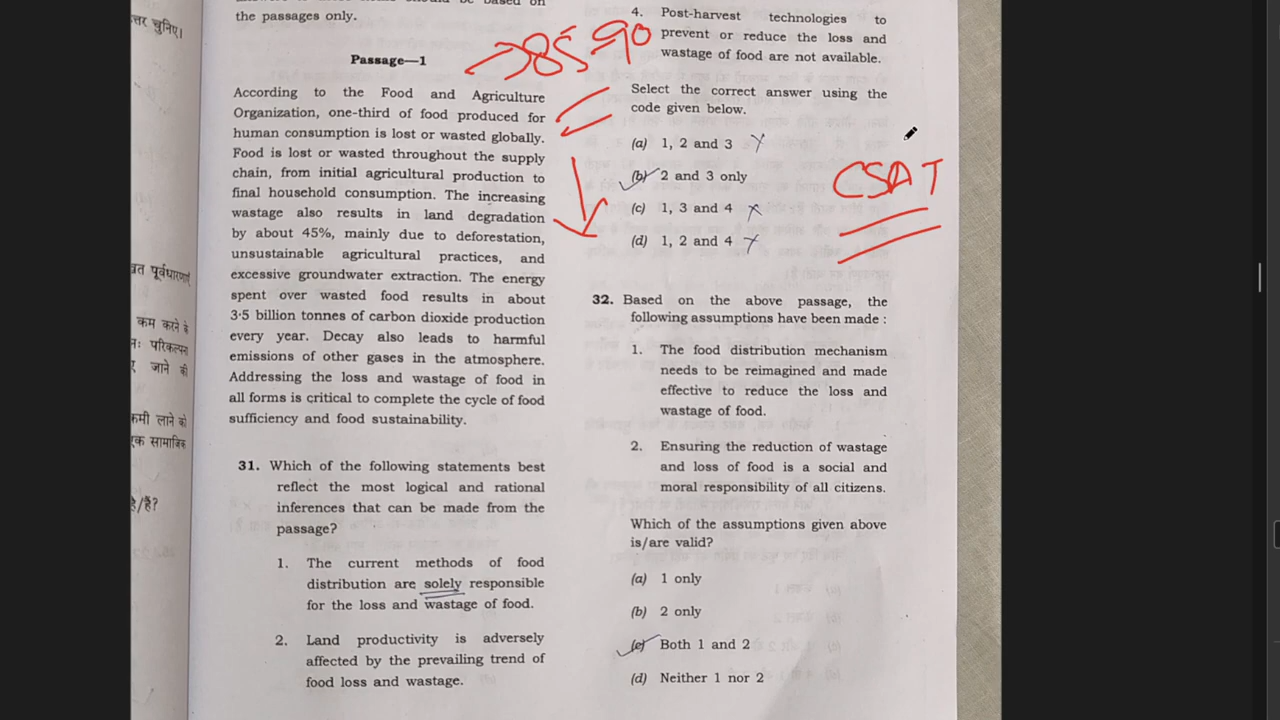 त्तर चुनिए।
व्रत पूर्वधारणाएँ
कम करने के
नः परिकल्पना
जाने की
कमी लाने को
एक सामाजिक
है/हैं?
the passages only.
Passage—1
According to the Food and Agriculture
Organization, one-third of food produced for
human consumption is lost or wasted globally.
Food is lost or wasted throughout the supply
chain, from initial agricultural production to
final household consumption. The increasing
wastage also results in land degradation
by about 45%, mainly due to deforestation,
unsustainable agricultural practices, and
excessive groundwater extraction. The energy
spent over wasted food results in about
3·5 billion tonnes of carbon dioxide production
every year. Decay also leads to harmful
emissions of other gases in the atmosphere.
Addressing the loss and wastage of food in
all forms is critical to complete the cycle of food
sufficiency and food sustainability.
31. Which of the following statements best
reflect the most logical and rational
inferences that can be made from the
passage?
1. The current methods of food
distribution are solely responsible
for the loss and wastage of food.
2. Land productivity is adversely
affected by the prevailing trend of
food loss and wastage.
85-90
4. Post-harvest technologies to
prevent or reduce the loss and
wastage of food are not available.
Select the correct answer using the
code given below.
(a) 1, 2 and 3
(b) 2 and 3 only
(c) 1, 3 and 4
(d) 1, 2 and 4
CSAT
32. Based on the above passage, the
following assumptions have been made :
1. The food distribution mechanism
needs to be reimagined and made
effective to reduce the loss and
wastage of food.
2. Ensuring the reduction of wastage
and loss of food is a social and
moral responsibility of all citizens.
Which of the assumptions given above
is/are valid?
(a) 1 only
(b) 2 only
(c) Both 1 and 2
(d) Neither 1 nor 2